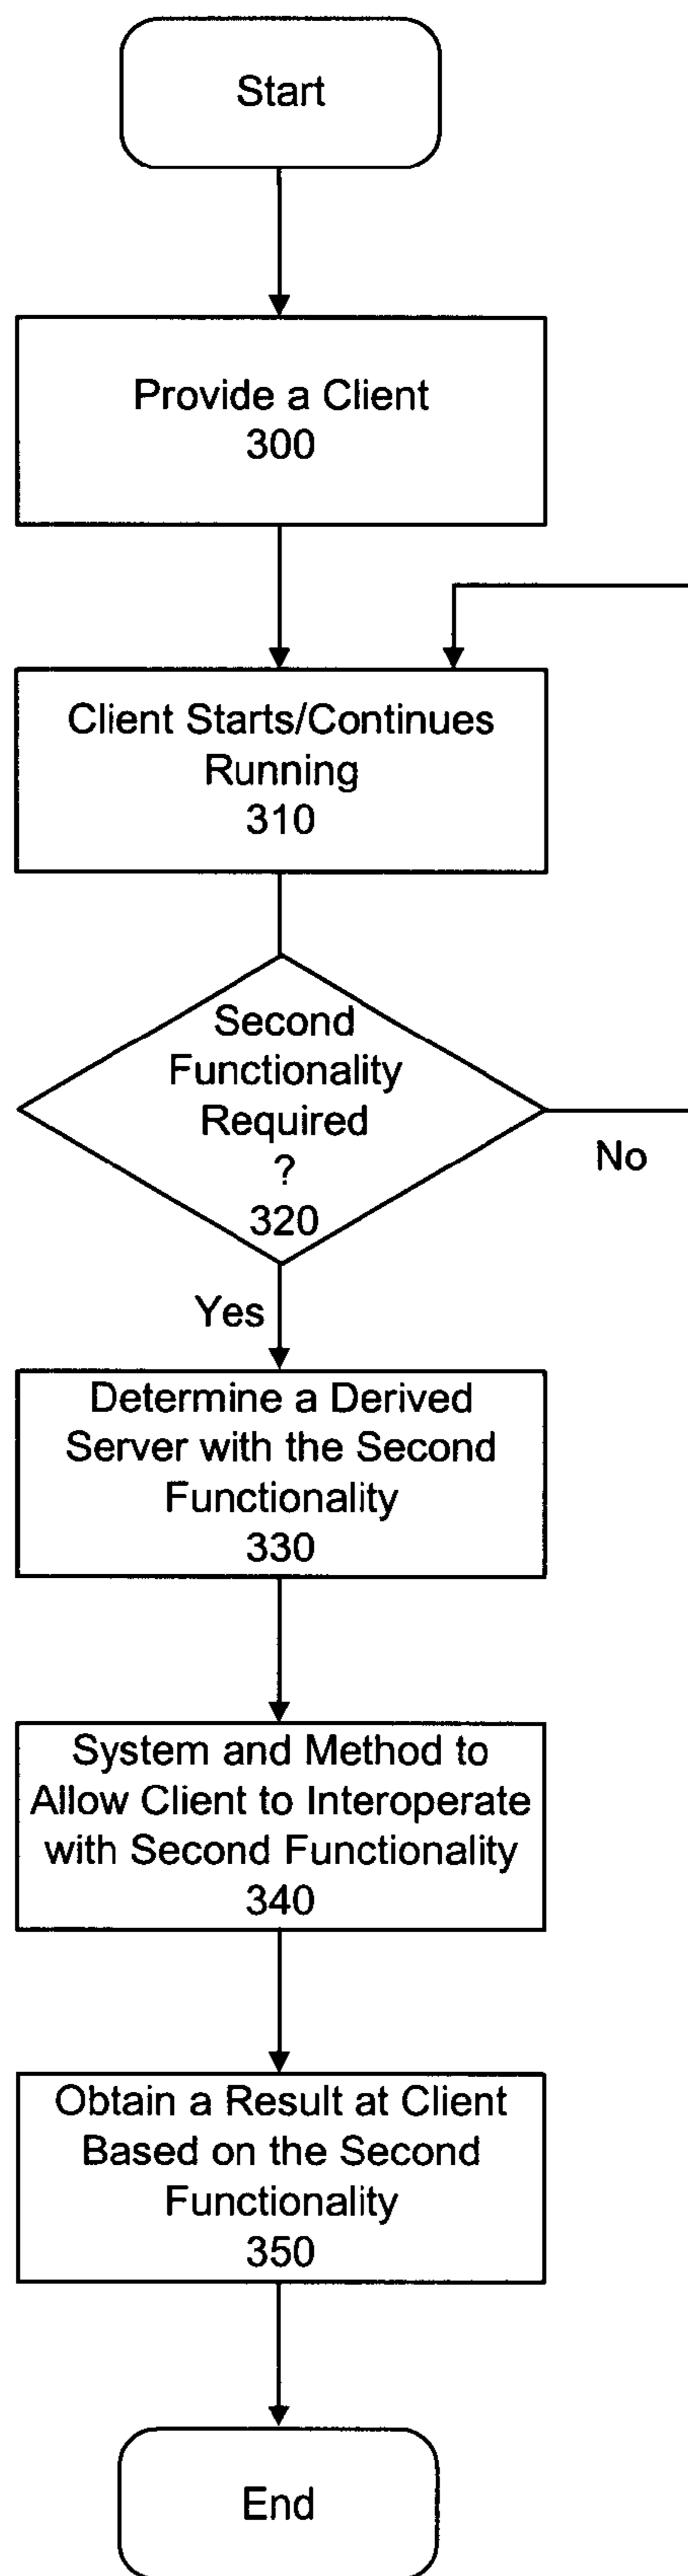 Start
Provide a Client
300
Client Starts/Continues
Running
310
Second
Functionality
Required
?
320
No
Yes
Determine a Derived
Server with the Second
Functionality
330
System and Method to
Allow Client to Interoperate
with Second Functionality
340
Obtain a Result at Client
Based on the Second
Functionality
350
End